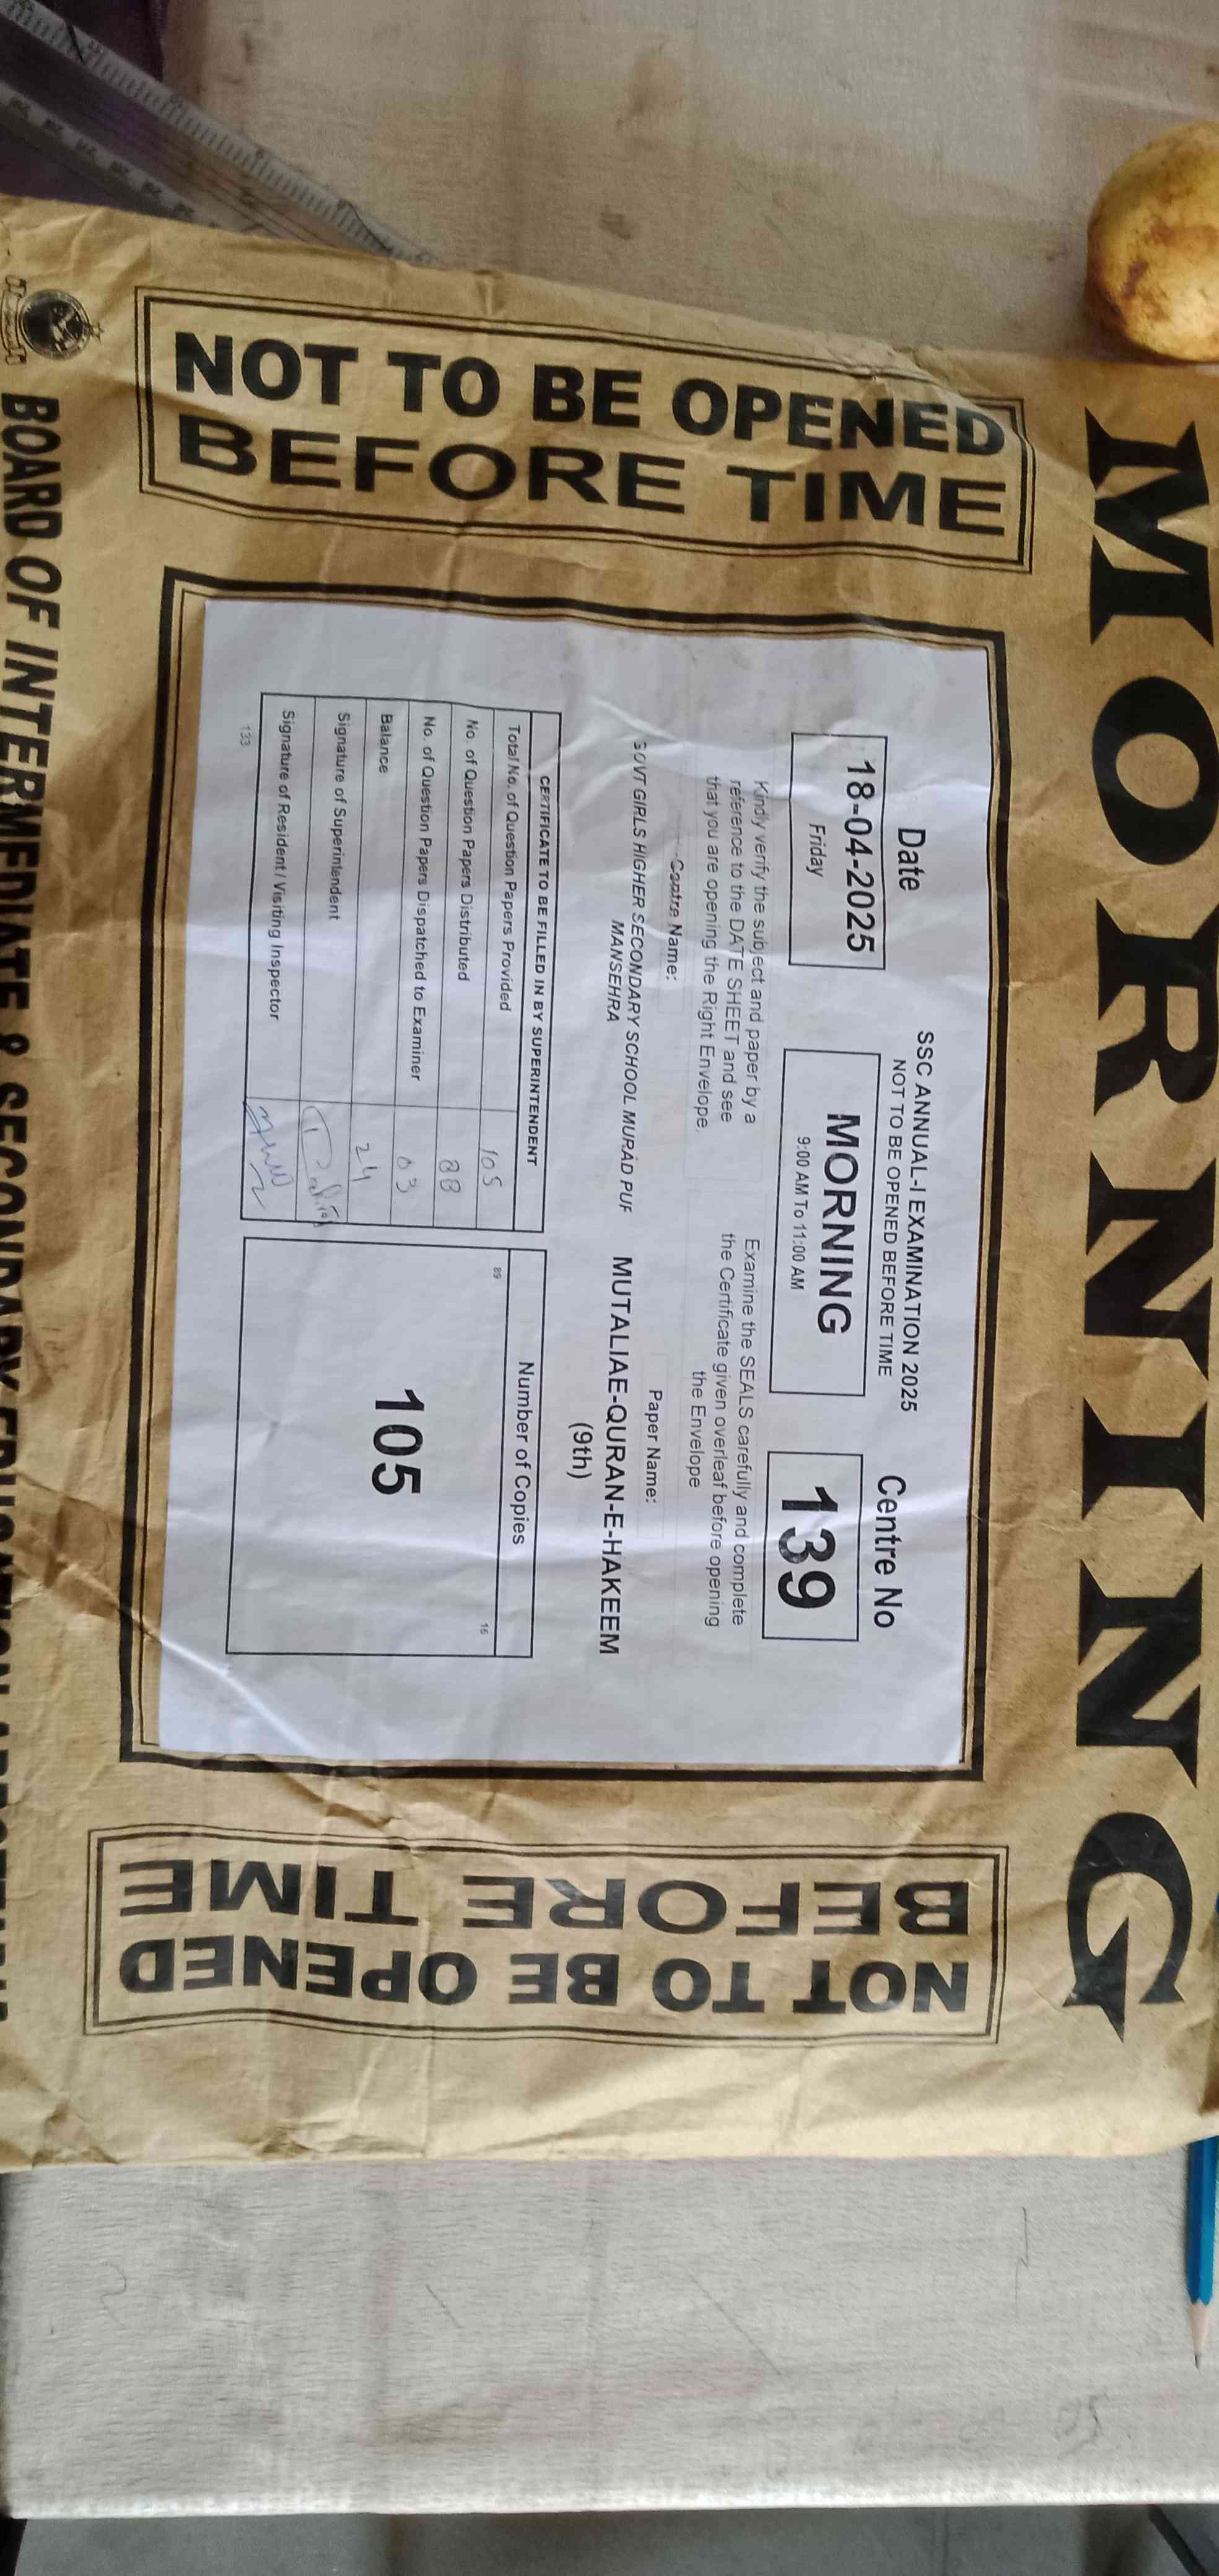 MORNING
NOT TO BE OPENED
BEFORE TIME
SSC ANNUAL-I EXAMINATION 2025
NOT TO BE OPENED BEFORE TIME
Date
18-04-2025
Friday
MORNING
9:00 AM To 11:00 AM
Centre No
139
Kindly verify the subject and paper by a
reference to the DATE SHEET and see
that you are opening the Right Envelope.
Examine the SEALS carefully and complete
the Certificate given overleaf before opening
the Envelope
Centre Name:
GOVT GIRLS HIGHER SECONDARY SCHOOL MURAD PUF
MANSEHRA
Paper Name:
MUTALIAE-QURAN-E-HAKEEM
(9th)
CERTIFICATE TO BE FILLED IN BY SUPERINTENDENT
Total No. of Question Papers Provided 105
No. of Question Papers Distributed 88
No. of Question Papers Dispatched to Examiner 03
Balance 24
Signature of Superintendent
Signature of Resident / Visiting Inspector
133
Number of Copies
89
16
105
NOT TO BE OPENED
BEFORE TIME
BOARD OF INTERMEDIATE & SECONDARY EDUCATION